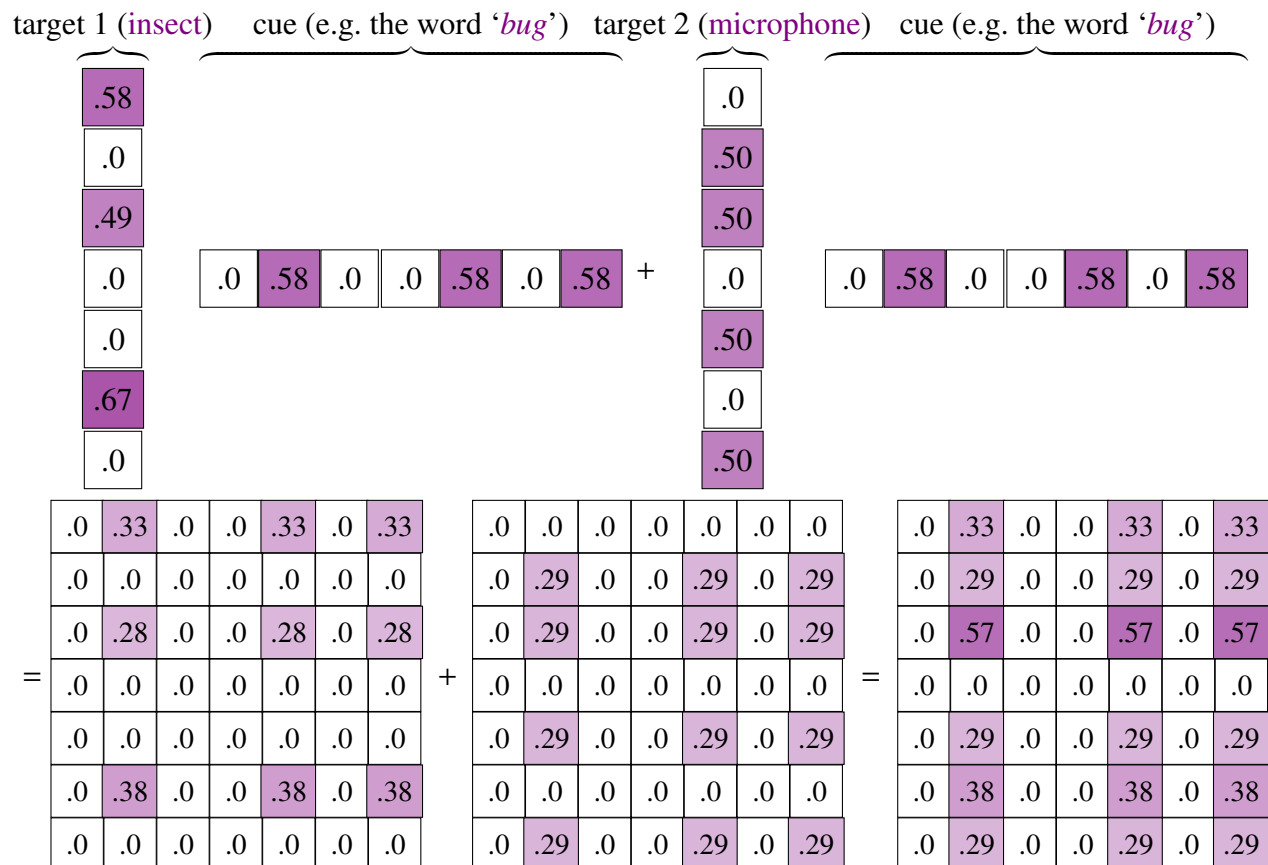 target 1 (insect) cue (e.g. the word ‘bug’) target 2 (microphone) cue (e.g. the word ‘bug’)
.58 .0
.0 .50
.49 .50
.0 .0 .58 .0 .0 .58 .0 .58 + .0 .0 .58 .0 .0 .58 .0 .58
.0 .50
.67 .0
.0 .50
.0 .33 .0 .0 .33 .0 .33 .0 .0 .0 .0 .0 .0 .0 .0 .33 .0 .0 .33 .0 .33
.0 .0 .0 .0 .0 .0 .0 .0 .29 .0 .0 .29 .0 .29 .0 .29 .0 .0 .29 .0 .29
.0 .28 .0 .0 .28 .0 .28 .0 .29 .0 .0 .29 .0 .29 .0 .57 .0 .0 .57 .0 .57
= .0 .0 .0 .0 .0 .0 .0 + .0 .0 .0 .0 .0 .0 .0 = .0 .0 .0 .0 .0 .0 .0
.0 .0 .0 .0 .0 .0 .0 .0 .29 .0 .0 .29 .0 .29 .0 .29 .0 .0 .29 .0 .29
.0 .38 .0 .0 .38 .0 .38 .0 .0 .0 .0 .0 .0 .0 .0 .38 .0 .0 .38 .0 .38
.0 .0 .0 .0 .0 .0 .0 .0 .29 .0 .0 .29 .0 .29 .0 .29 .0 .0 .29 .0 .29